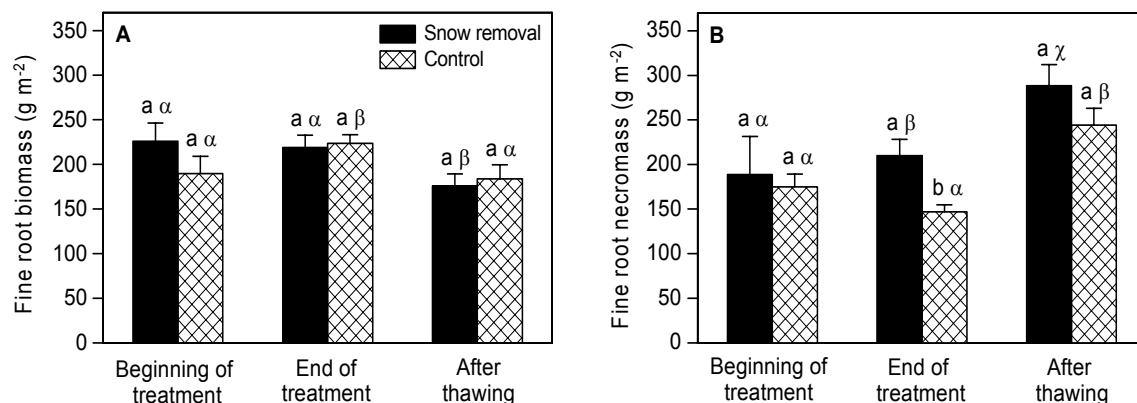 A
Snow removal
Control
Fine root biomass (g m-2)
350
300
250
200
150
100
50
0
a α
a α
a α
a β
a β
a α
Beginning of
treatment
End of
treatment
After
thawing
B
Fine root necromass (g m-2)
350
300
250
200
150
100
50
0
a α
a α
a β
b α
a χ
a β
Beginning of
treatment
End of
treatment
After
thawing